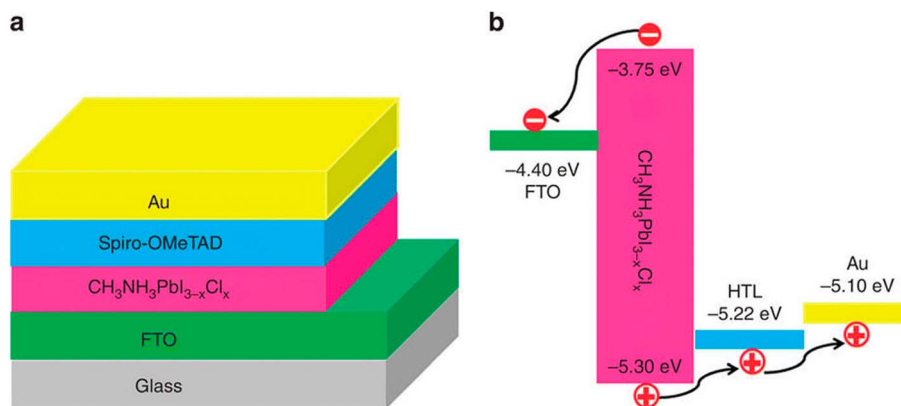 a
Au
Spiro-OMeTAD
CH₃NH₃PbI₃₋ₓClₓ
FTO
Glass
b
–3.75 eV
–4.40 eV
FTO
CH₃NH₃PbI₃₋ₓClₓ
HTL
–5.22 eV
Au
–5.10 eV
–5.30 eV